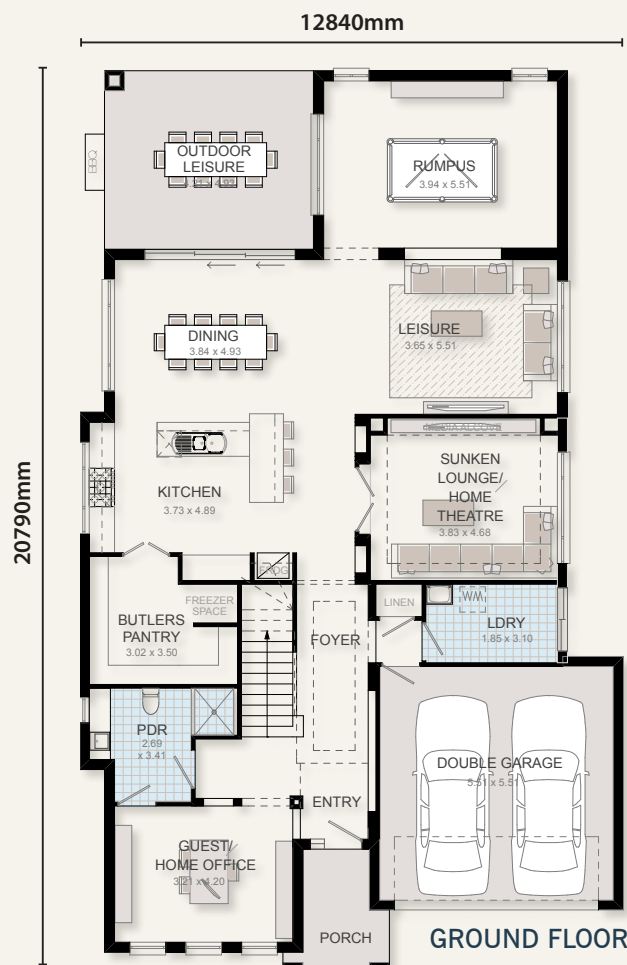 12840mm
20790mm
BBQ
OUTDOOR
LEISURE
RUMPUS
3.94 x 5.51
DINING
3.84 x 4.93
LEISURE
3.65 x 5.51
MEDIA ALCOVE
KITCHEN
3.73 x 4.89
SUNKEN
LOUNGE/
HOME
THEATRE
3.83 x 4.68
BUTLERS
PANTRY
3.02 x 3.50
FREEZER
SPACE
FOYER
LINEN
WM
LDRY
1.85 x 3.10
PDR
2.69
x 3.41
DOUBLE GARAGE
5.51 x 5.51
ENTRY
GUEST/
HOME OFFICE
3.21 x 4.20
PORCH
GROUND FLOOR